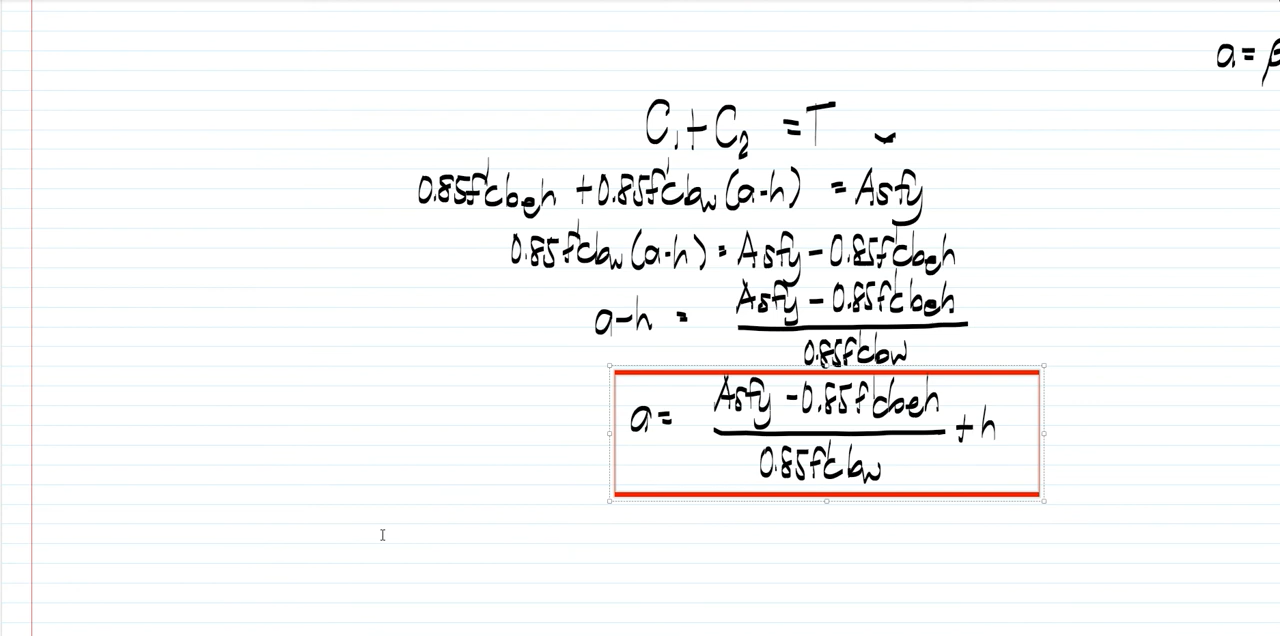 a = β
C₁+C₂ = T
0.85f'cbeh + 0.85f'cbw (a-h) = Asfy
0.85f'cbw (a-h) = Asfy - 0.85f'cbeh
a-h = Asfy - 0.85f'cbeh
0.85f'cbw
a = Asfy - 0.85f'cbeh + h
0.85f'cbw